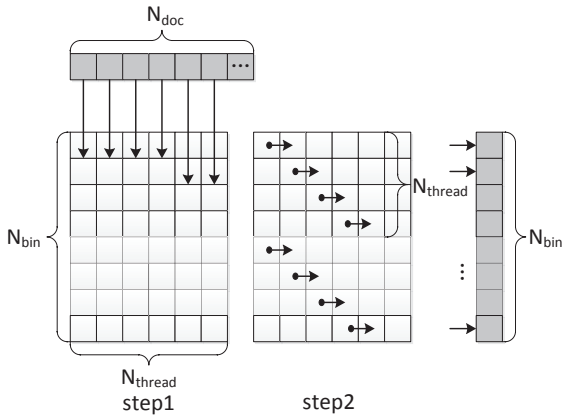 N_doc
...
N_thread
N_bin
N_bin
...
N_thread
step1
step2